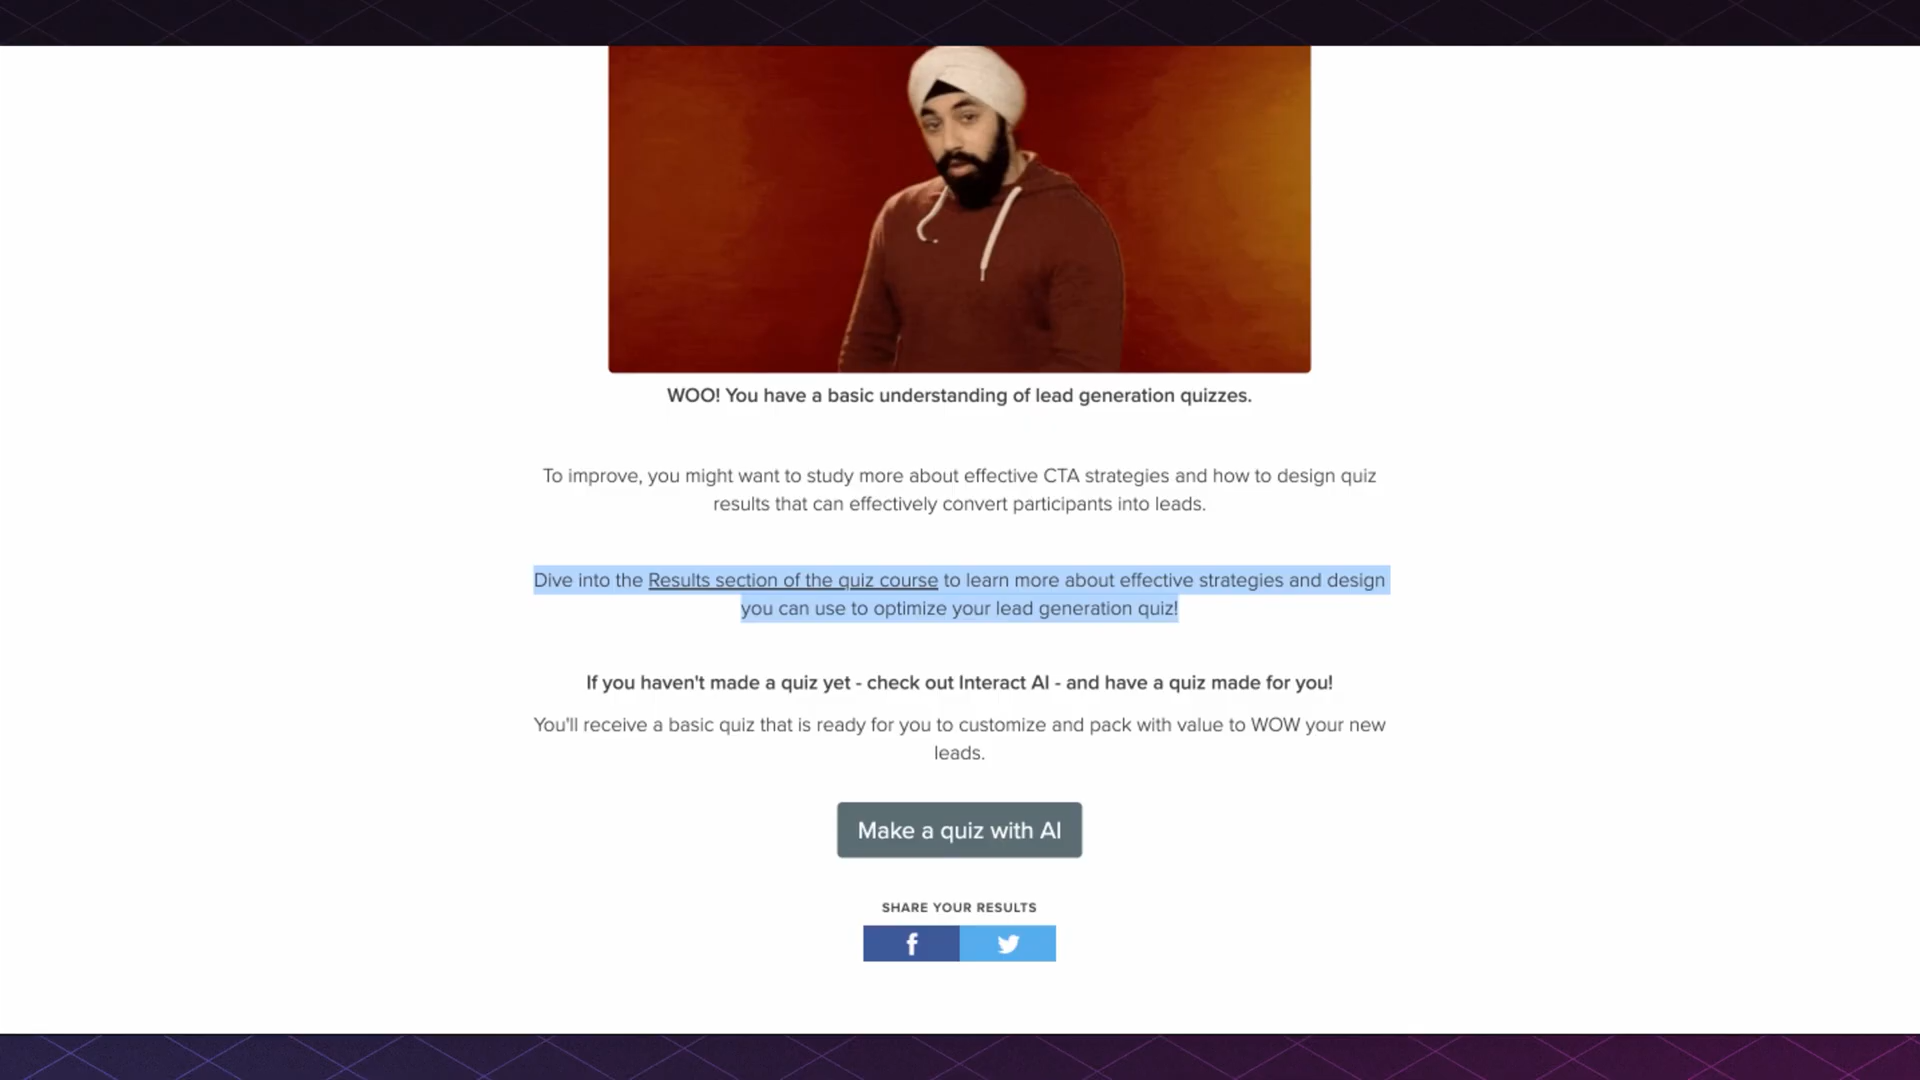 WOO! You have a basic understanding of lead generation quizzes.
To improve, you might want to study more about effective CTA strategies and how to design quiz
results that can effectively convert participants into leads.
Dive into the Results section of the quiz course to learn more about effective strategies and design
you can use to optimize your lead generation quiz!
If you haven't made a quiz yet - check out Interact AI - and have a quiz made for you!
You'll receive a basic quiz that is ready for you to customize and pack with value to WOW your new
leads.
Make a quiz with AI
SHARE YOUR RESULTS